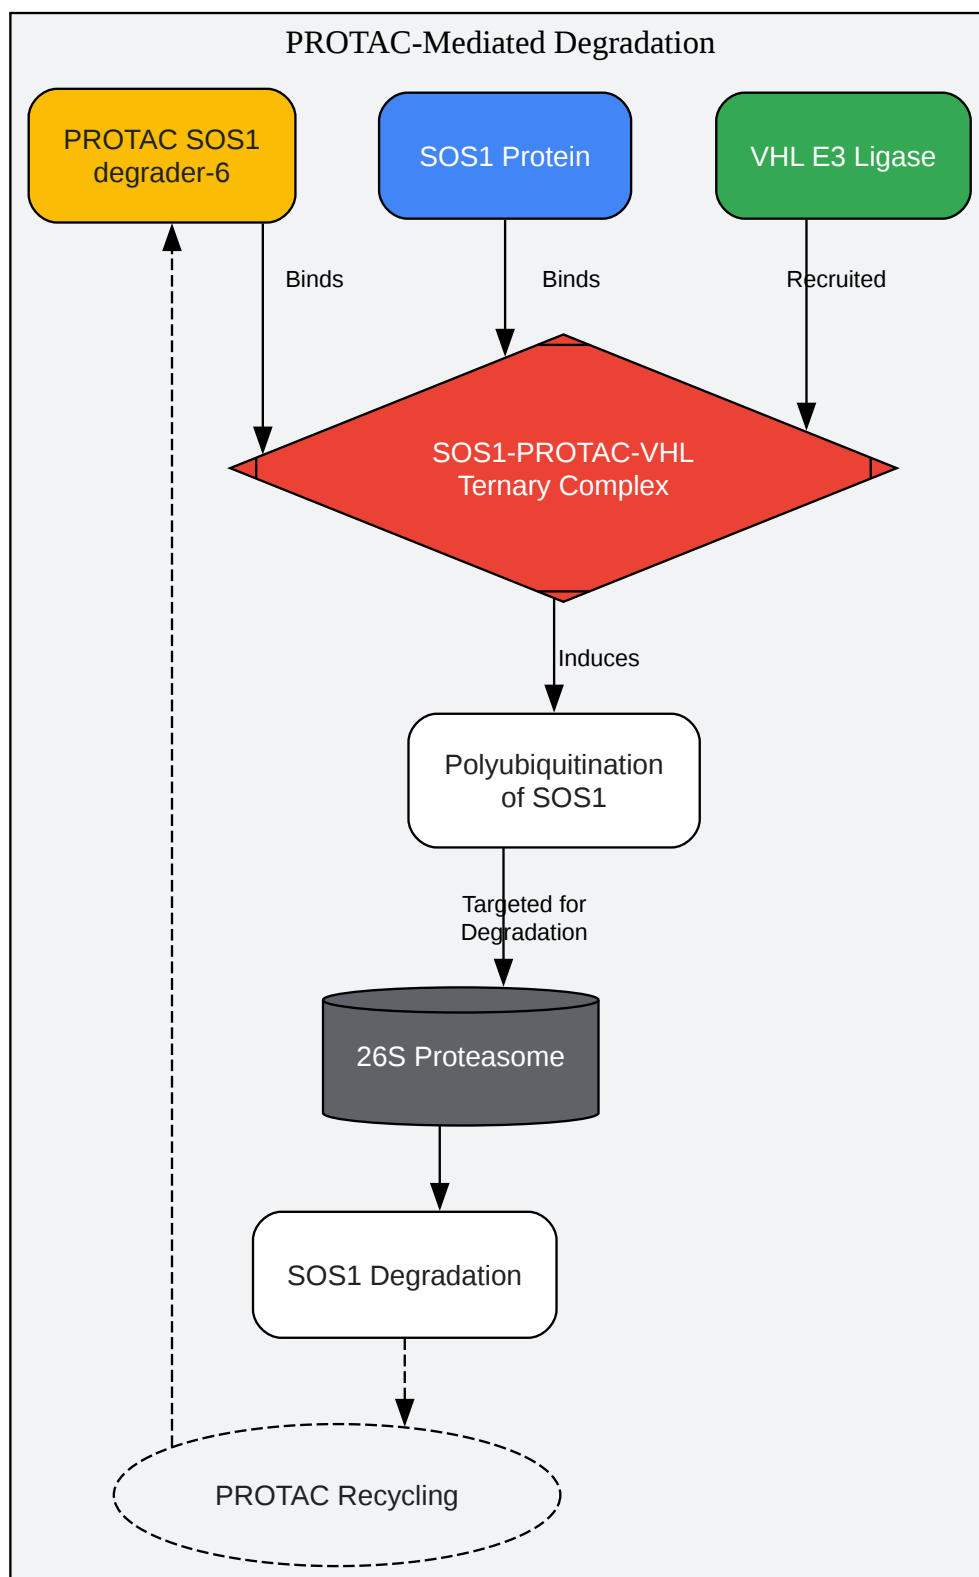 PROTAC-Mediated Degradation
PROTAC SOS1
degrader-6
SOS1 Protein
VHL E3 Ligase
Binds
Binds
Recruited
SOS1-PROTAC-VHL
Ternary Complex
Induces
Polyubiquitination
of SOS1
Targeted for
Degradation
26S Proteasome
SOS1 Degradation
PROTAC Recycling